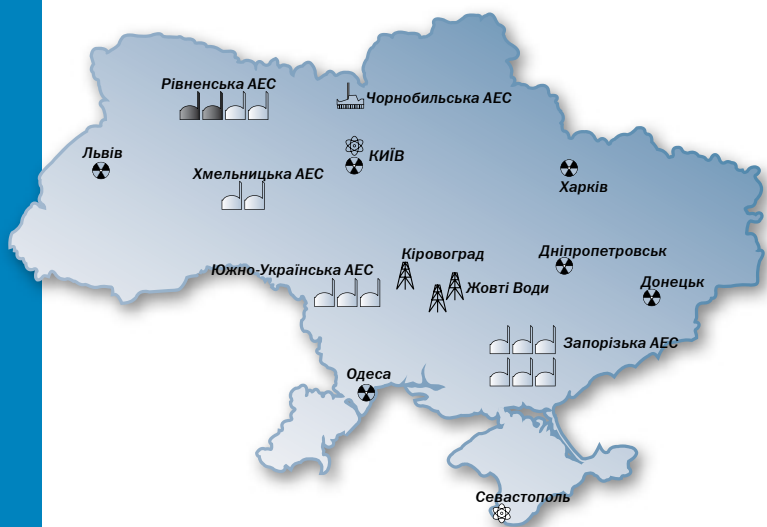 Рівненська АЕС
Чорнобильська АЕС
Львів
КИЇВ
Хмельницька АЕС
Харків
Кіровоград
Дніпропетровськ
Южно-Українська АЕС
Жовті Води
Донецьк
Запорізька АЕС
Одеса
Севастополь